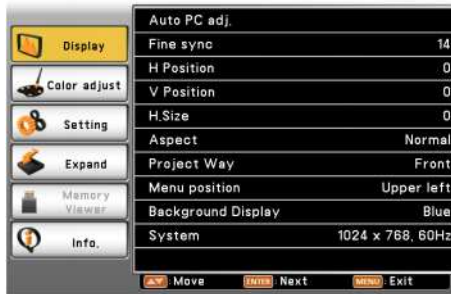 Display
Color adjust
Setting
Expand
Memory
Viewer
Info.
Auto PC adj.
Fine sync 14
H Position 0
V Position 0
H.Size 0
Aspect Normal
Project Way Front
Menu position Upper left
Background Display Blue
System 1024 x 768, 60Hz
▲▼ :Move ENTER :Next MENU :Exit